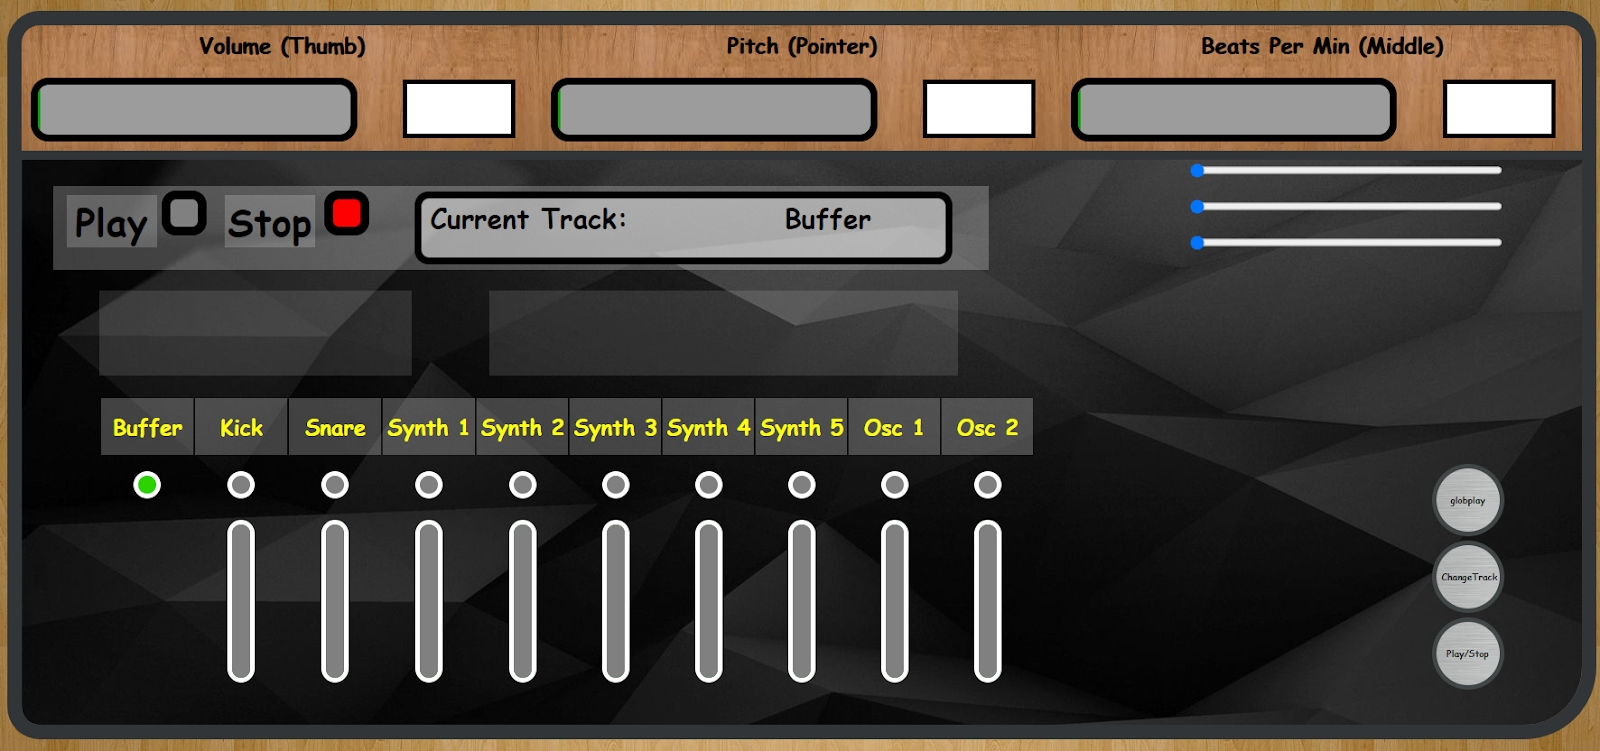 Volume (Thumb)
Pitch (Pointer)
Beats Per Min (Middle)
Play
Stop
Current Track: Buffer
Buffer Kick Snare Synth 1 Synth 2 Synth 3 Synth 4 Synth 5 Osc 1 Osc 2
globplay
ChangeTrack
Play/Stop